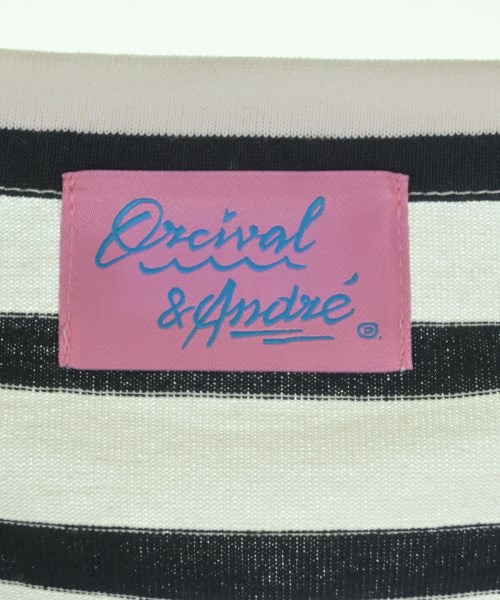 Orcival
& André